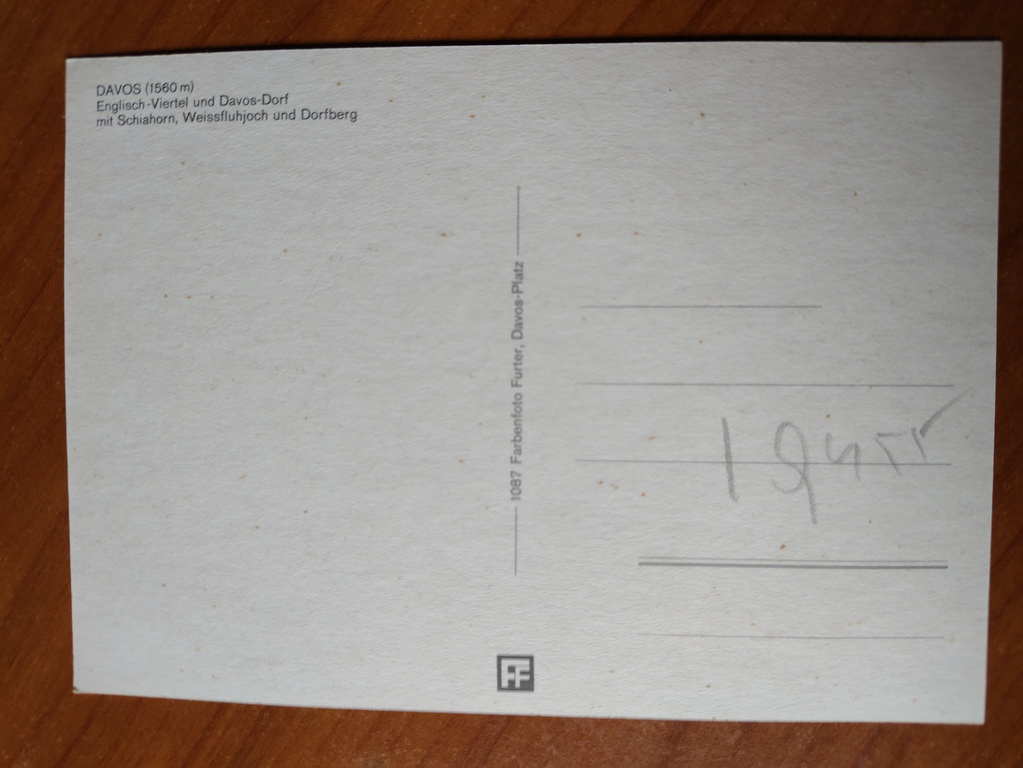 DAVOS (1560 m)
Englisch-Viertel und Davos-Dorf
mit Schiahorn, Weissfluhjoch und Dorfberg
1087 Farbenfoto Furter, Davos-Platz
FF